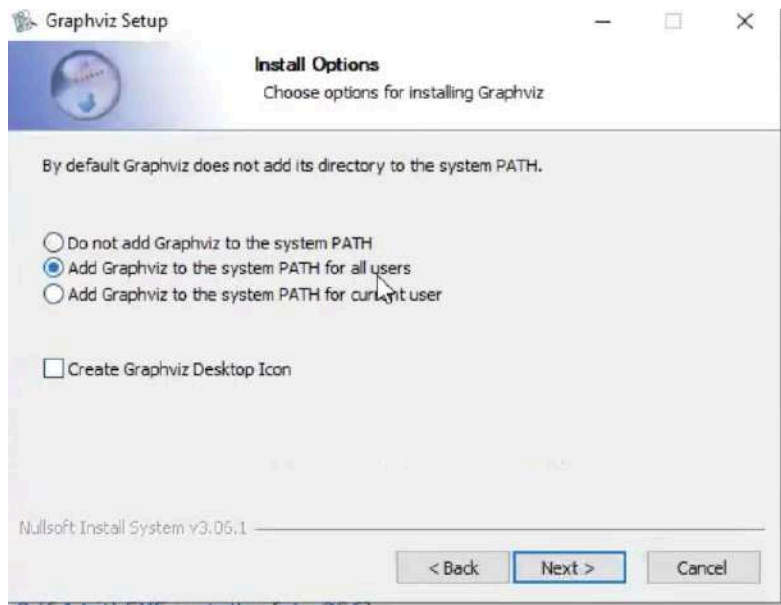 Graphviz Setup
Install Options
Choose options for installing Graphviz
By default Graphviz does not add its directory to the system PATH.
Do not add Graphviz to the system PATH
Add Graphviz to the system PATH for all users
Add Graphviz to the system PATH for current user
Create Graphviz Desktop Icon
Nullsoft Install System v3.06.1
< Back
Next >
Cancel